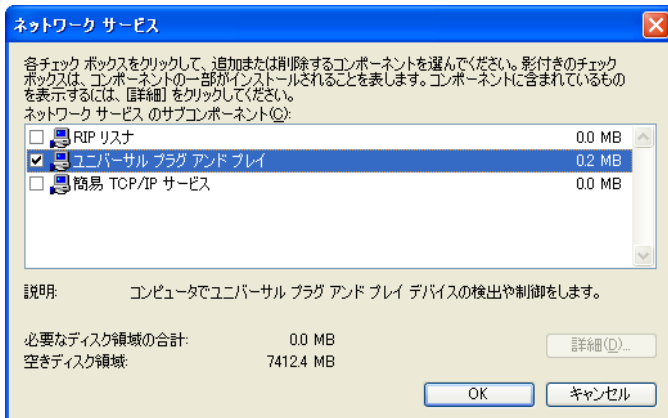 ネットワーク サービス
各チェック ボックスをクリックして、追加または削除するコンポーネントを選んでください。影付きのチェック
ボックスは、コンポーネントの一部がインストールされることを表します。コンポーネントに含まれているもの
を表示するには、[詳細] をクリックしてください。
ネットワーク サービス のサブコンポーネント(C):
RIP リスナ 0.0 MB
ユニバーサル プラグ アンド プレイ 0.2 MB
簡易 TCP/IP サービス 0.0 MB
説明: コンピュータでユニバーサル プラグ アンド プレイ デバイスの検出や制御をします。
必要なディスク領域の合計: 0.0 MB
空きディスク領域: 7412.4 MB
詳細(D)...
OK キャンセル